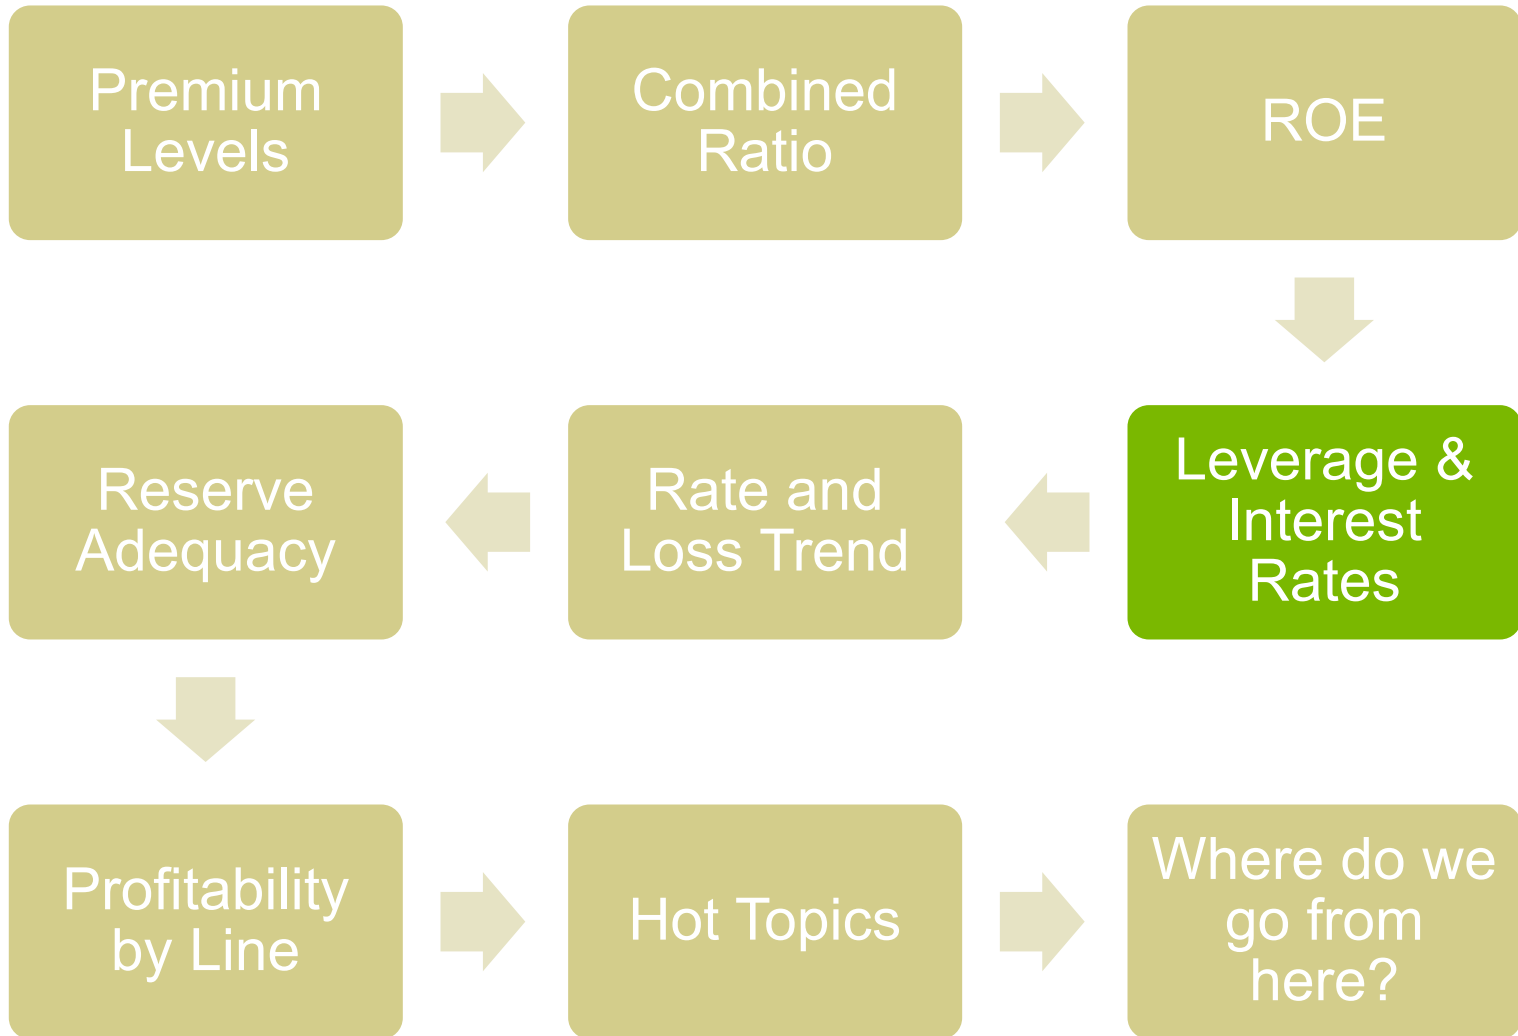 Premium
Levels
Combined
Ratio
ROE
Leverage &
Interest
Rates
Rate and
Loss Trend
Reserve
Adequacy
Profitability
by Line
Hot Topics
Where do we
go from
here?